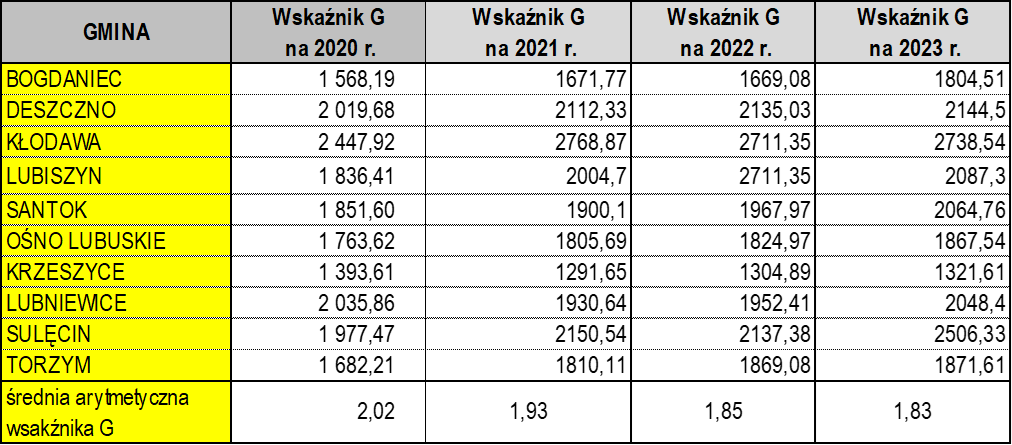 GMINA Wskaźnik G na 2020 r. Wskaźnik G na 2021 r. Wskaźnik G na 2022 r. Wskaźnik G na 2023 r.
BOGDANIEC 1 568,19 1671,77 1669,08 1804,51
DESZCZNO 2 019,68 2112,33 2135,03 2144,5
KŁODAWA 2 447,92 2768,87 2711,35 2738,54
LUBISZYN 1 836,41 2004,7 2711,35 2087,3
SANTOK 1 851,60 1900,1 1967,97 2064,76
OŚNO LUBUSKIE 1 763,62 1805,69 1824,97 1867,54
KRZESZYCE 1 393,61 1291,65 1304,89 1321,61
LUBNIEWICE 2 035,86 1930,64 1952,41 2048,4
SULĘCIN 1 977,47 2150,54 2137,38 2506,33
TORZYM 1 682,21 1810,11 1869,08 1871,61
średnia arytmetyczna
wsakźnika G 2,02 1,93 1,85 1,83